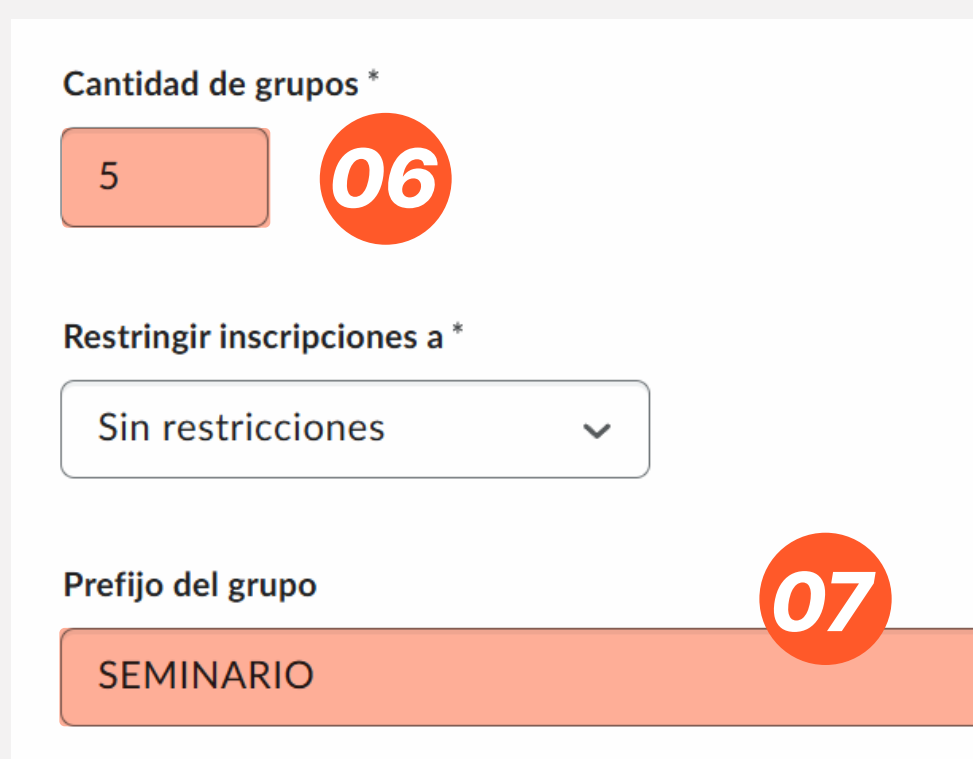 Cantidad de grupos *
5
06
Restringir inscripciones a *
Sin restricciones
Prefijo del grupo
07
SEMINARIO